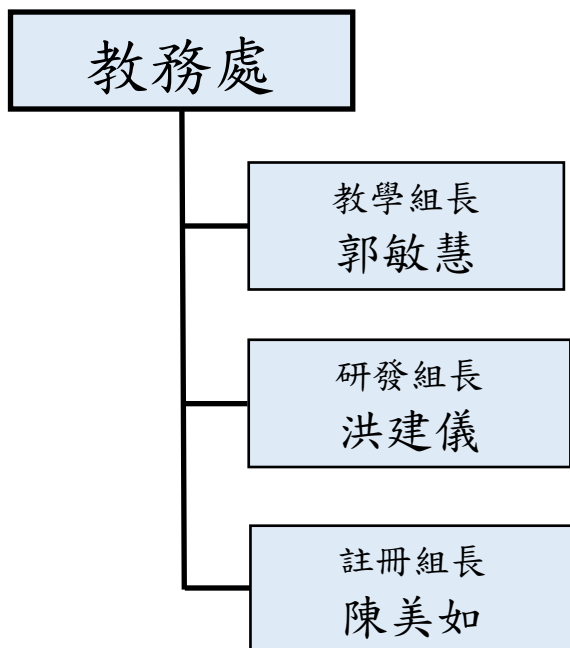 教務處
教學組長
郭敏慧
研發組長
洪建儀
註冊組長
陳美如